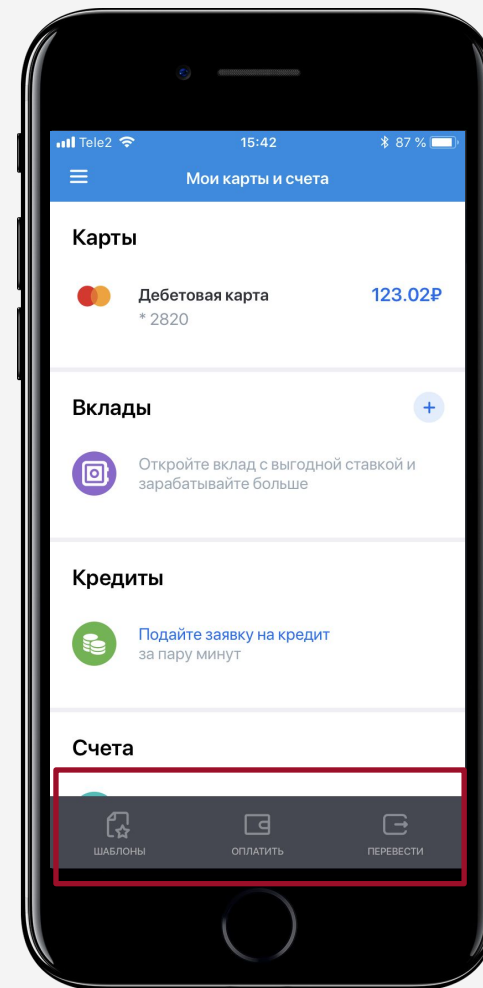 Tele2 15:42 87 %
Мои карты и счета
Карты
Дебетовая карта 123.02₽
* 2820
Вклады +
Откройте вклад с выгодной ставкой и
зарабатывайте больше
Кредиты
Подайте заявку на кредит
за пару минут
Счета
ШАБЛОНЫ ОПЛАТИТЬ ПЕРЕВЕСТИ